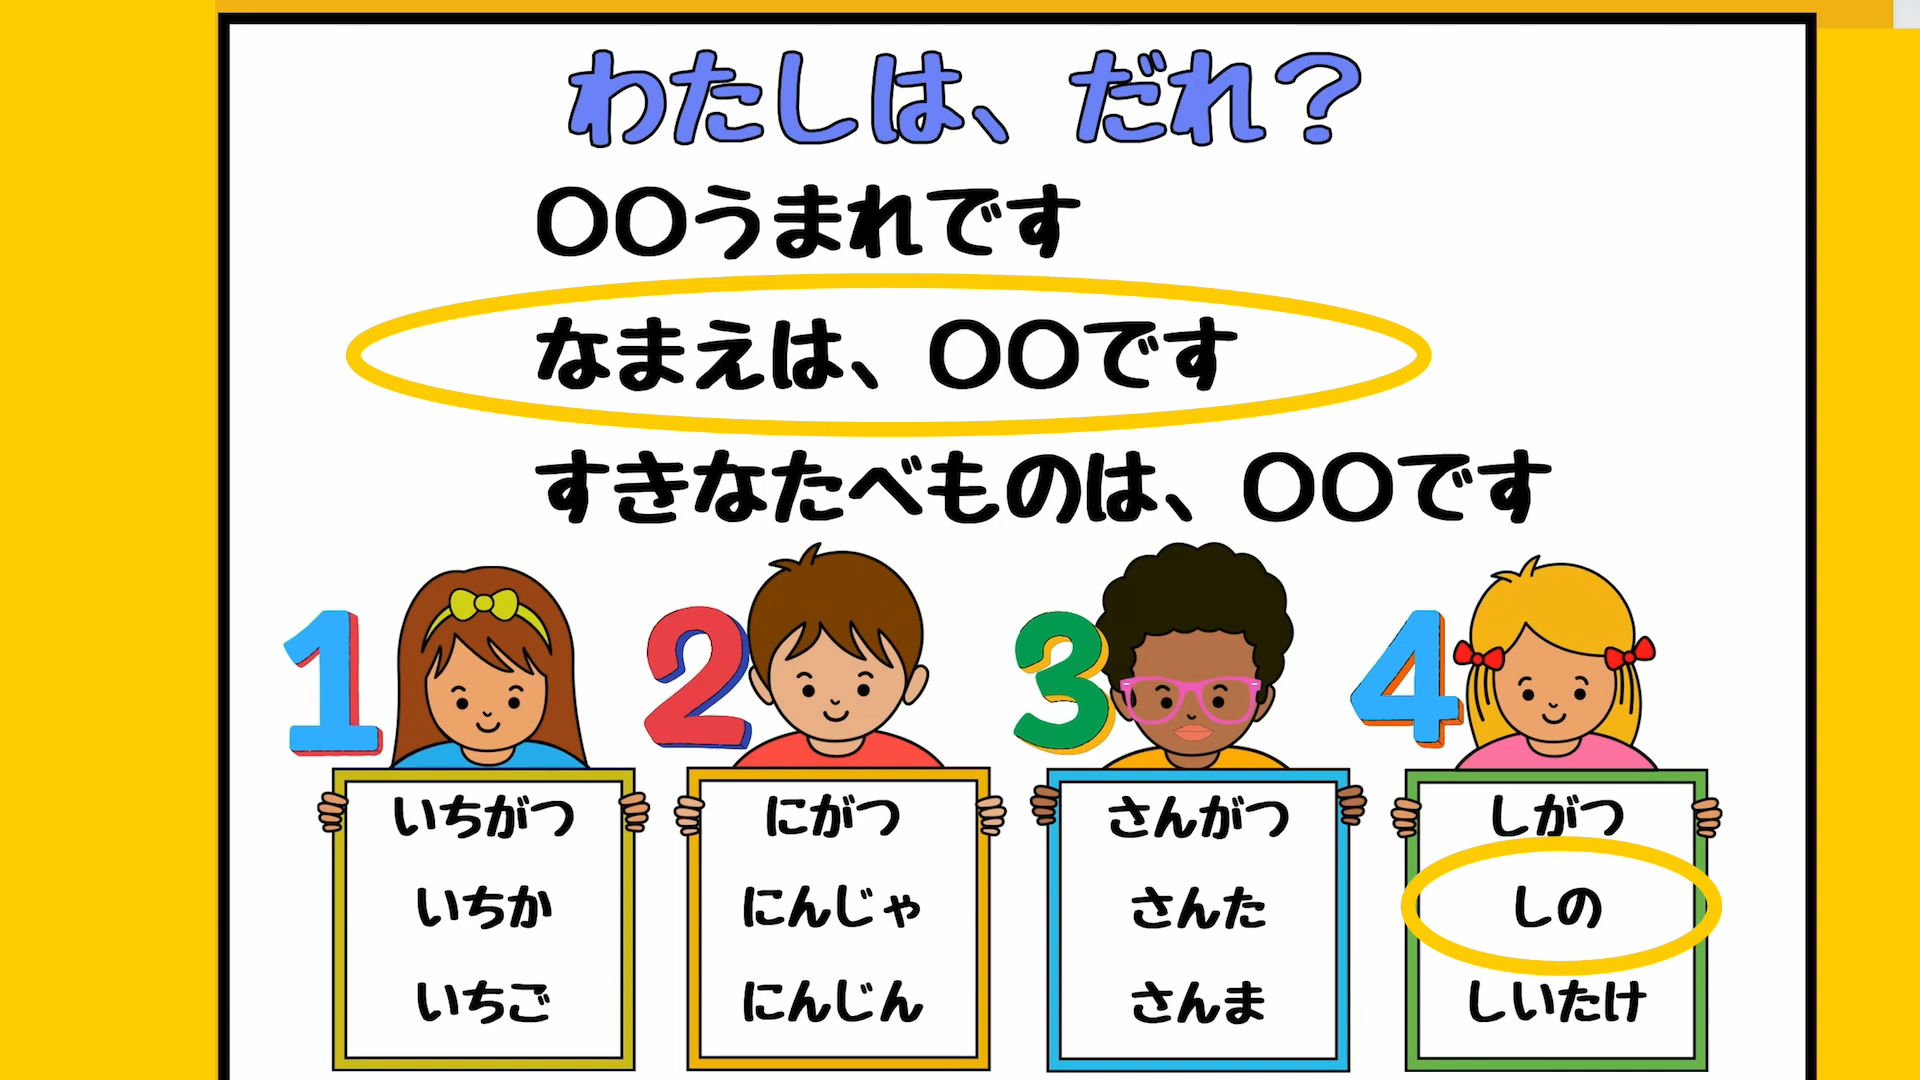 わたしは、だれ？
〇〇うまれです
なまえは、〇〇です
すきなたべものは、〇〇です
1
いちがつ
いちか
いちご
2
にがつ
にんじゃ
にんじん
3
さんがつ
さんた
さんま
4
しがつ
しの
しいたけ